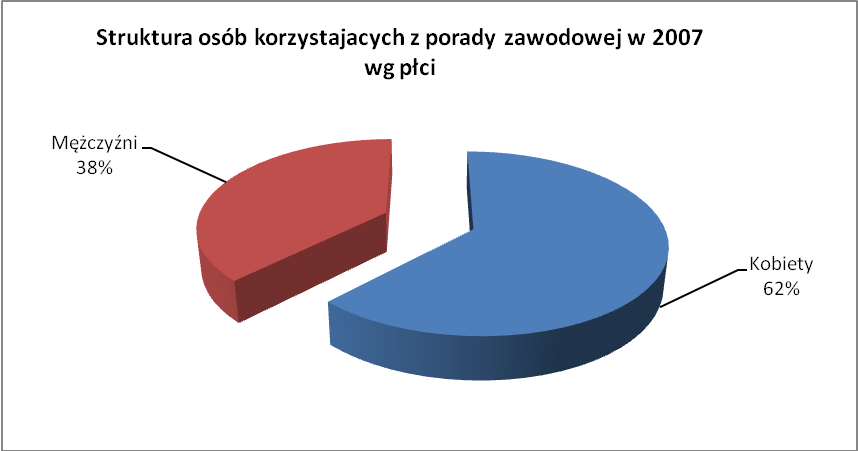 Struktura osób korzystajacych z porady zawodowej w 2007
wg płci
Mężczyźni
38%
Kobiety
62%